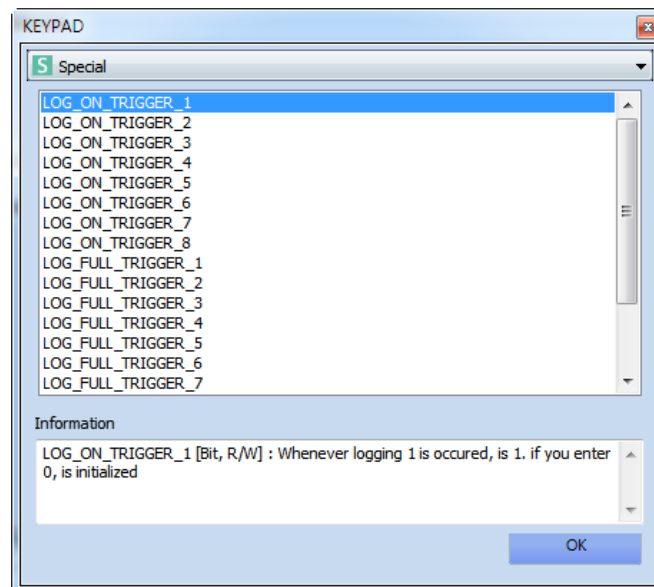 KEYPAD
S Special
LOG_ON_TRIGGER_1
LOG_ON_TRIGGER_2
LOG_ON_TRIGGER_3
LOG_ON_TRIGGER_4
LOG_ON_TRIGGER_5
LOG_ON_TRIGGER_6
LOG_ON_TRIGGER_7
LOG_ON_TRIGGER_8
LOG_FULL_TRIGGER_1
LOG_FULL_TRIGGER_2
LOG_FULL_TRIGGER_3
LOG_FULL_TRIGGER_4
LOG_FULL_TRIGGER_5
LOG_FULL_TRIGGER_6
LOG_FULL_TRIGGER_7
Information
LOG_ON_TRIGGER_1 [Bit, R/W] : Whenever logging 1 is occured, is 1. if you enter
0, is initialized
OK